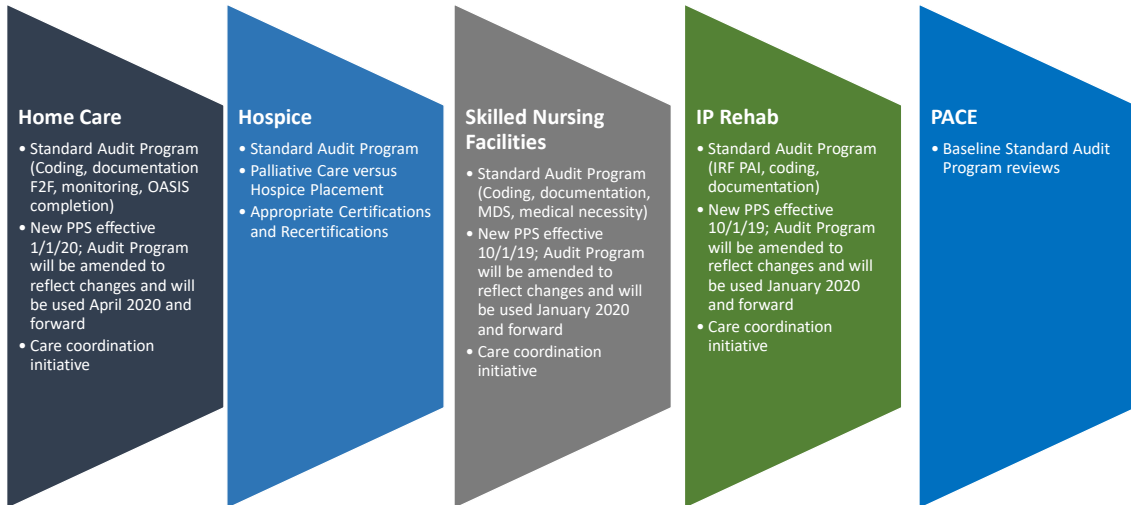 Home Care
• Standard Audit Program
(Coding, documentation
F2F, monitoring, OASIS
completion)
• New PPS effective
1/1/20; Audit Program
will be amended to
reflect changes and will
be used April 2020 and
forward
• Care coordination
initiative
Hospice
• Standard Audit Program
• Palliative Care versus
Hospice Placement
• Appropriate Certifications
and Recertifications
Skilled Nursing
Facilities
• Standard Audit Program
(Coding, documentation,
MDS, medical necessity)
• New PPS effective
10/1/19; Audit Program
will be amended to
reflect changes and will
be used January 2020
and forward
• Care coordination
initiative
IP Rehab
• Standard Audit Program
(IRF PAI, coding,
documentation)
• New PPS effective
10/1/19; Audit Program
will be amended to
reflect changes and will
be used January 2020
and forward
• Care coordination
initiative
PACE
• Baseline Standard Audit
Program reviews